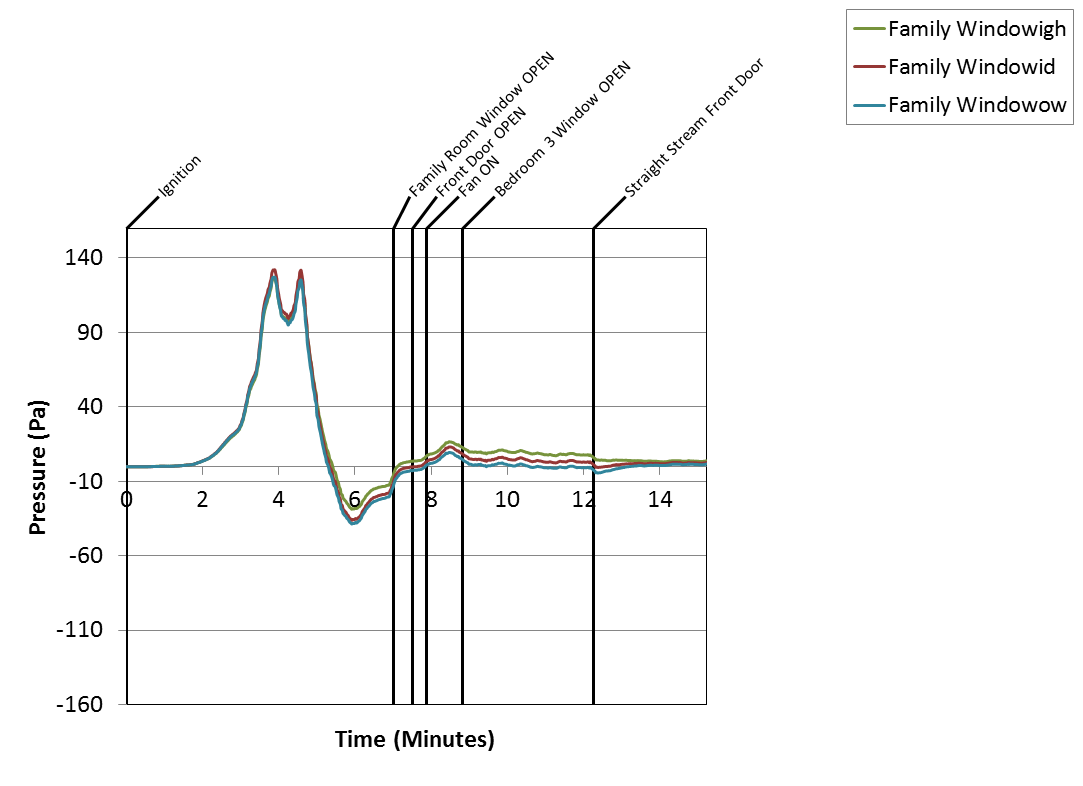 Family Windowigh
Family Windowid
Family Windowow
Ignition
Family Room Window OPEN
Front Door OPEN
Fan ON
Bedroom 3 Window OPEN
Straight Stream Front Door
140
90
40
-10
-60
-110
-160
0 2 4 6 8 10 12 14
Pressure (Pa)
Time (Minutes)